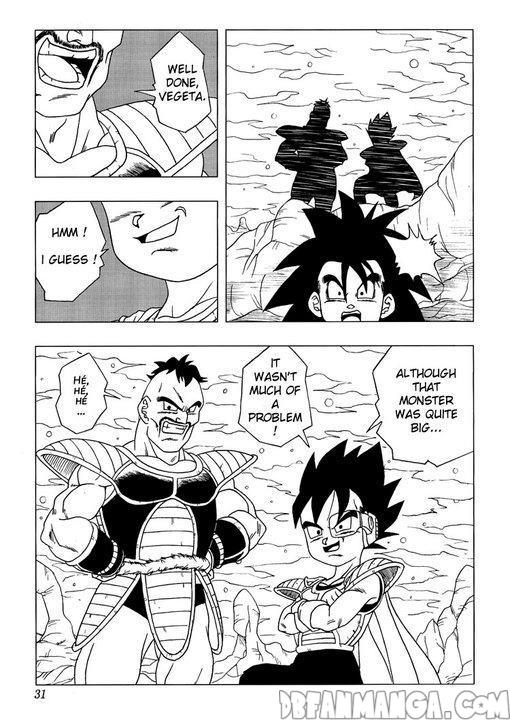 WELL
DONE,
VEGETA.
HMM !
I GUESS !
ALTHOUGH
THAT
MONSTER
WAS QUITE
BIG...
IT
WASN'T
MUCH OF
A
PROBLEM
!
HÉ,
HÉ,
HÉ
...
31
DBFANMANGA.COM